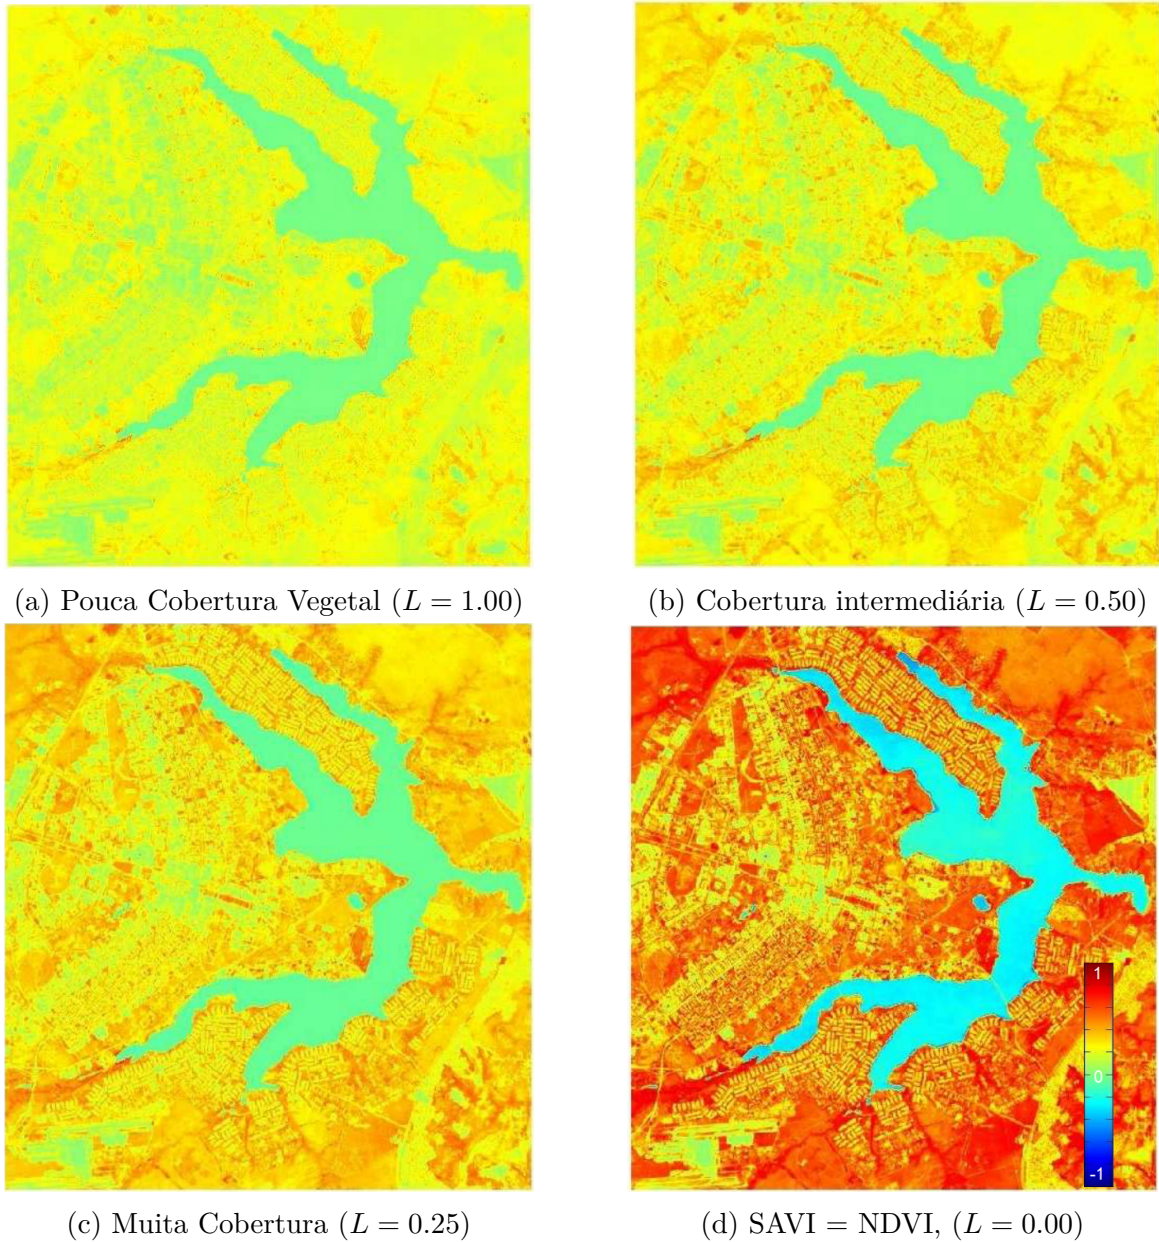 (a) Pouca Cobertura Vegetal (L = 1.00)
(b) Cobertura intermediária (L = 0.50)
1
0
-1
(c) Muita Cobertura (L = 0.25)
(d) SAVI = NDVI, (L = 0.00)